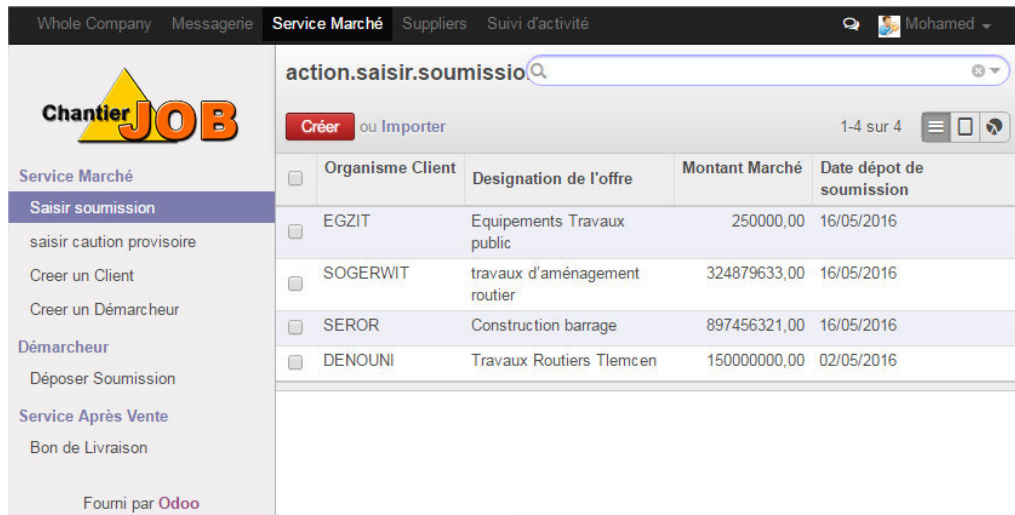 Whole Company Messagerie Service Marché Suppliers Suivi d'activité Mohamed
Chantier JOB
action.saisir.soumissio
Créer ou Importer 1-4 sur 4
Service Marché
Saisir soumission
saisir caution provisoire
Creer un Client
Creer un Démarcheur
Démarcheur
Déposer Soumission
Service Après Vente
Bon de Livraison
Fourni par Odoo
Organisme Client Designation de l'offre Montant Marché Date dépot de
soumission
EGZIT Equipements Travaux 250000,00 16/05/2016
public
SOGERWIT travaux d'aménagement 324879633,00 16/05/2016
routier
SEROR Construction barrage 897456321,00 16/05/2016
DENOUNI Travaux Routiers Tlemcen 150000000,00 02/05/2016